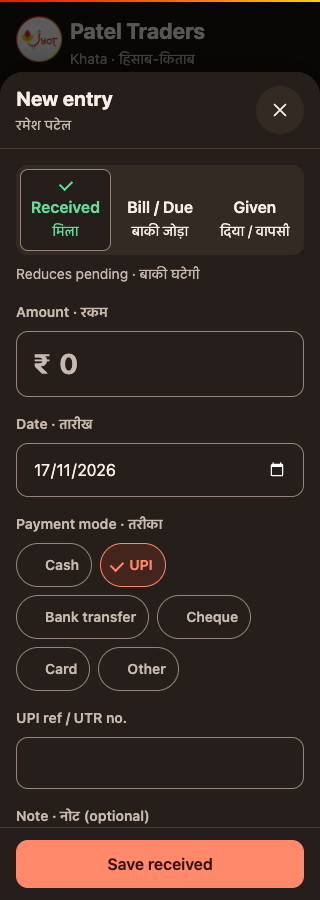 Jyot
Patel Traders
Khata · हिसाब-किताब
New entry
रमेश पटेल
Received
मिला
Bill / Due
बाकी जोड़ा
Given
दिया / वापसी
Reduces pending · बाकी घटेगी
Amount · रकम
₹ 0
Date · तारीख
17/11/2026
Payment mode · तरीका
Cash
UPI
Bank transfer
Cheque
Card
Other
UPI ref / UTR no.
Note · नोट (optional)
Save received